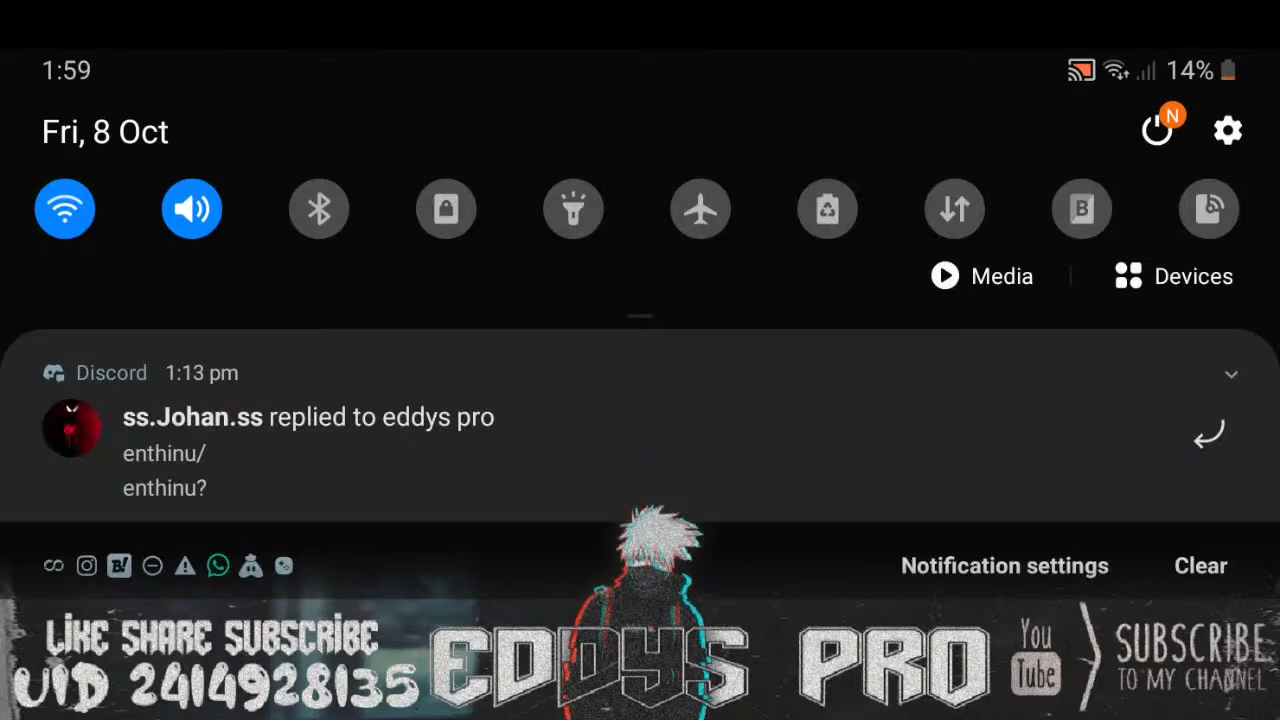 1:59
14%
Fri, 8 Oct
N
B
Media
Devices
Discord 1:13 pm
ss.Johan.ss replied to eddys pro
enthinu/
enthinu?
B!
Notification settings
Clear
LIKE SHARE SUBSCRIBE
UID 2414928135
EDDYS PRO
You
Tube
SUBSCRIBE
TO MY CHANNEL